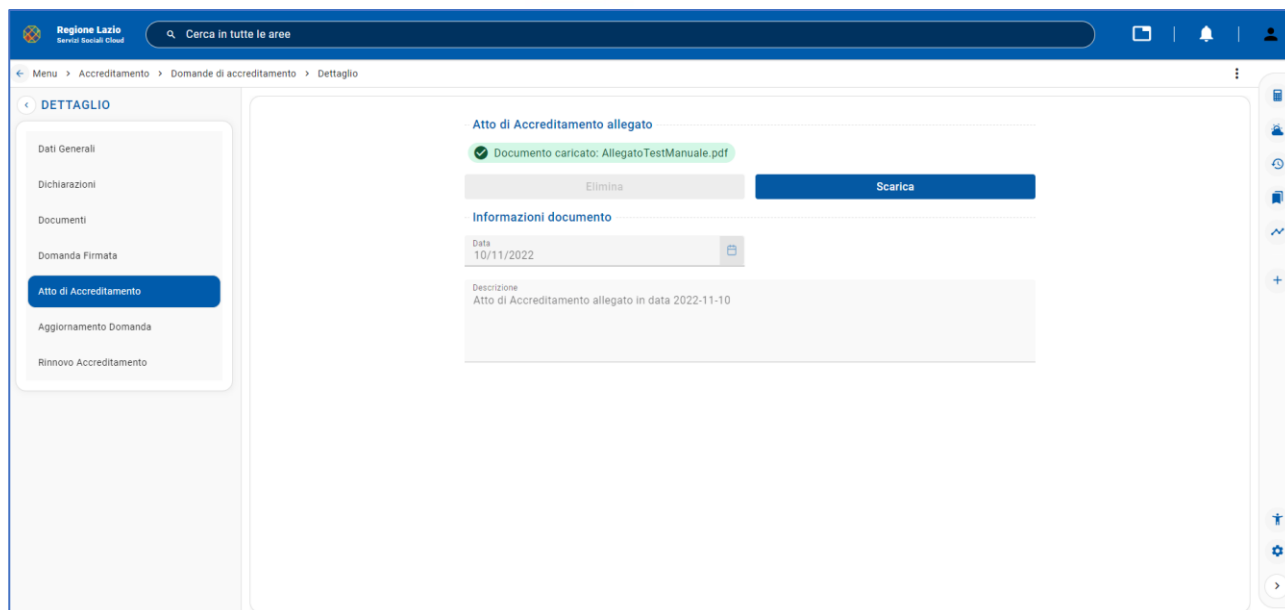 Regione Lazio
Servizi Sociali Cloud
Cerca in tutte le aree
Menu > Accreditamento > Domande di accreditamento > Dettaglio
DETTAGLIO
Dati Generali
Dichiarazioni
Documenti
Domanda Firmata
Atto di Accreditamento
Aggiornamento Domanda
Rinnovo Accreditamento
Atto di Accreditamento allegato
Documento caricato: AllegatoTestManuale.pdf
Elimina
Scarica
Informazioni documento
Data
10/11/2022
Descrizione
Atto di Accreditamento allegato in data 2022-11-10